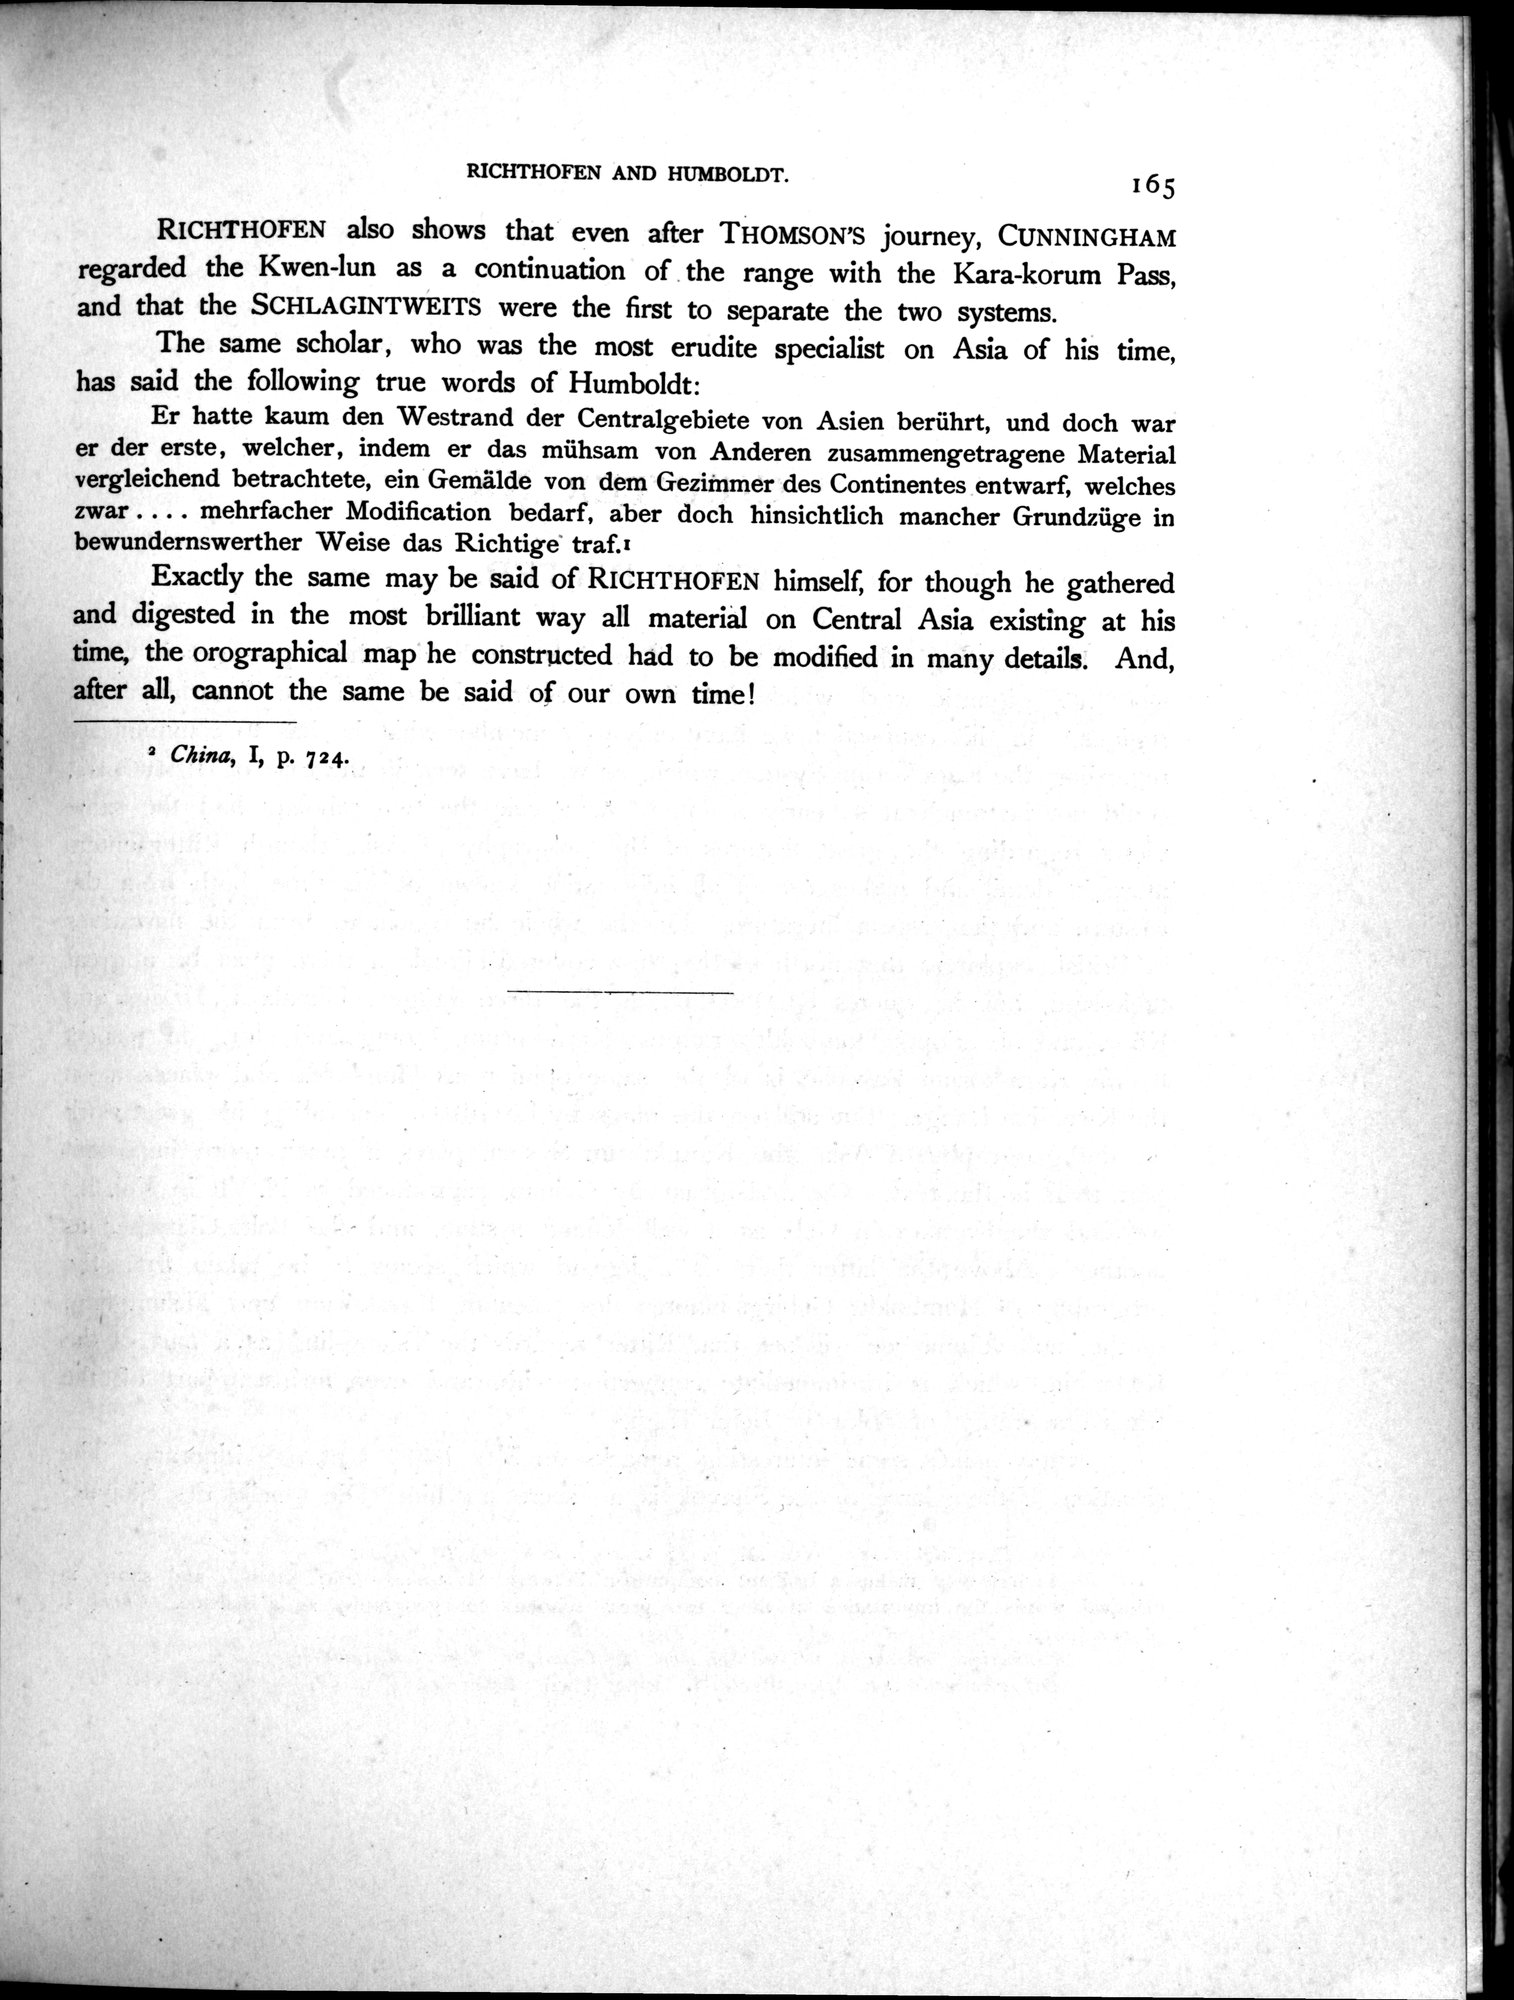 RICHTHOFEN AND HUMBOLDT.
165
RICHTHOFEN also shows that even after THOMSON'S journey, CUNNINGHAM
regarded the Kwen-lun as a continuation of the range with the Kara-korum Pass,
and that the SCHLAGINTWEITS were the first to separate the two systems.
The same scholar, who was the most erudite specialist on Asia of his time,
has said the following true words of Humboldt:
Er hatte kaum den Westrand der Centralgebiete von Asien berührt, und doch war
er der erste, welcher, indem er das mühsam von Anderen zusammengetragene Material
vergleichend betrachtete, ein Gemälde von dem Gezimmer des Continentes entwarf, welches
zwar .... mehrfacher Modification bedarf, aber doch hinsichtlich mancher Grundzüge in
bewundernswerther Weise das Richtige traf.¹
Exactly the same may be said of RICHTHOFEN himself, for though he gathered
and digested in the most brilliant way all material on Central Asia existing at his
time, the orographical map he constructed had to be modified in many details. And,
after all, cannot the same be said of our own time!
² China, I, p. 724.